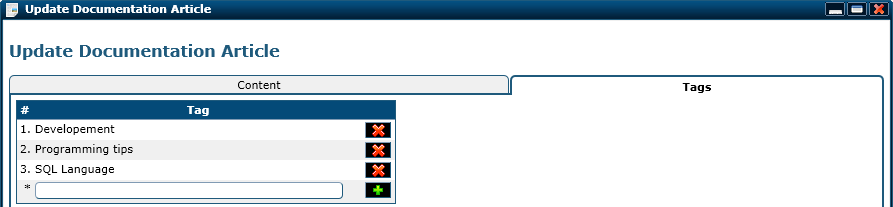 Update Documentation Article
Update Documentation Article
Content
Tags
# Tag
1. Developement
2. Programming tips
3. SQL Language
*